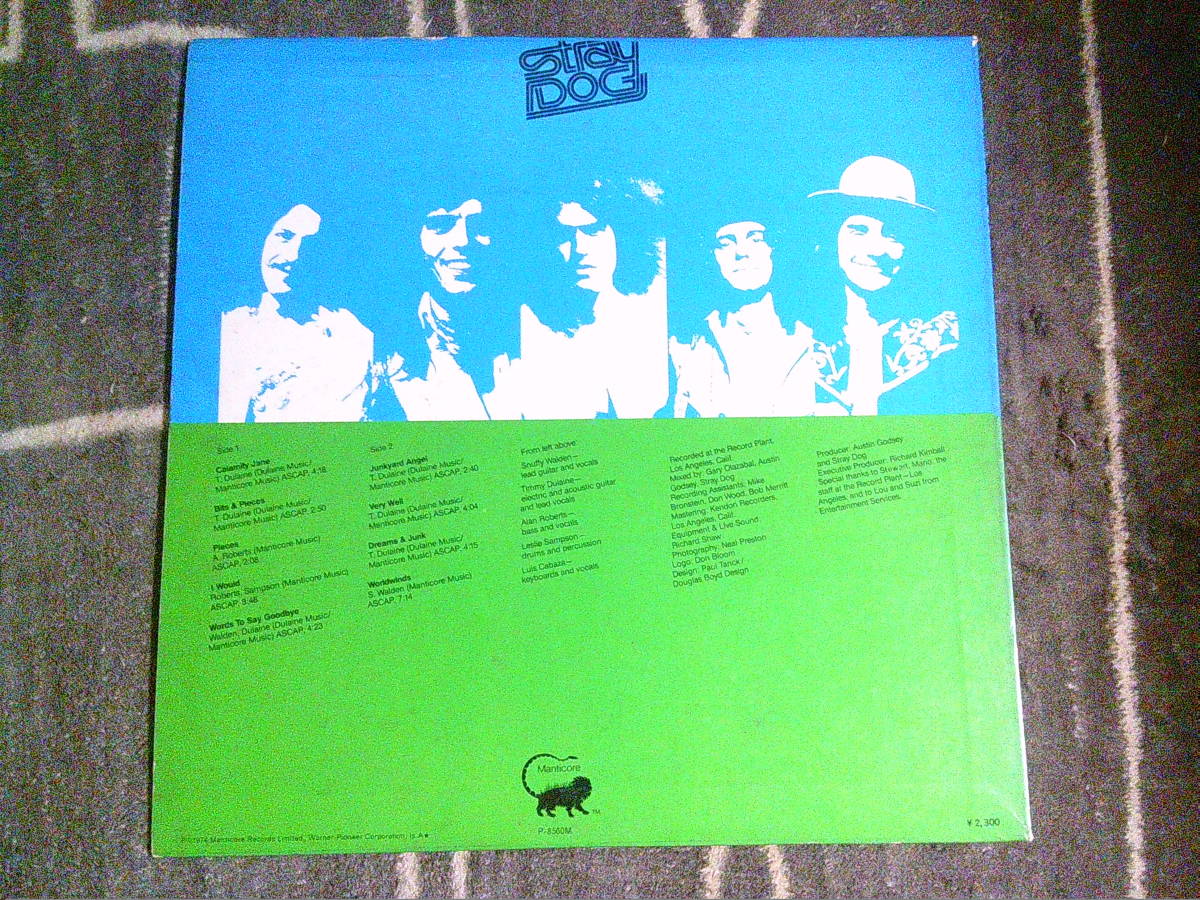 Stray
DOG
Side 1
Calamity Jane
T. Dulaine (Dulaine Music/
Manticore Music) ASCAP, 4:18
Bits & Pieces
T. Dulaine (Dulaine Music/
Manticore Music) ASCAP, 2:50
Pieces
A. Roberts (Manticore Music)
ASCAP, 2:08
I Would
Roberts, Sampson (Manticore Music)
ASCAP,
Words To Say Goodbye
Walden, Dulaine (Dulaine Music/
Manticore Music) ASCAP, 4:23
Side 2
Junkyard Angel
T. Dulaine (Dulaine Music/
Manticore Music) ASCAP, 2:40
Very Well
T. Dulaine (Dulaine Music/
Manticore Music) ASCAP, 4:04
Dreams & Junk
T. Dulaine (Dulaine Music/
Manticore Music) ASCAP, 4:15
Worldwinds
S. Walden (Manticore Music)
ASCAP, 7:14
From left above:
Snuffy Walden—
lead guitar and vocals
Timmy Dulaine—
electric and acoustic guitar
and lead vocals
Alan Roberts—
bass and vocals
Leslie Sampson—
drums and percussion
Luis Cabaza—
keyboards and vocals
Recorded at the Record Plant,
Los Angeles, Calif.
Mixed by: Gary Olazabal, Austin
Godsey, Stray Dog
Recording Assistants: Mike
Bronstein, Don Wood, Bob Merritt
Mastering: Kendon Recorders,
Los Angeles, Calif.
Equipment & Live Sound:
Richard Shaw
Photography: Neal Preston
Logo: Don Bloom
Design: Paul Tanck/
Douglas Boyd Design
Producer: Austin Godsey
and Stray Dog
Executive Producer: Richard Kimball
Special thanks to Stewart, Mario, the
staff at the Record Plant—Los
Angeles, and to Lou and Suzi from
Entertainment Services.
Manticore
TM
P-8560M
1974 Manticore Records Limited, Warner-Pioneer Corporation,
¥ 2,300